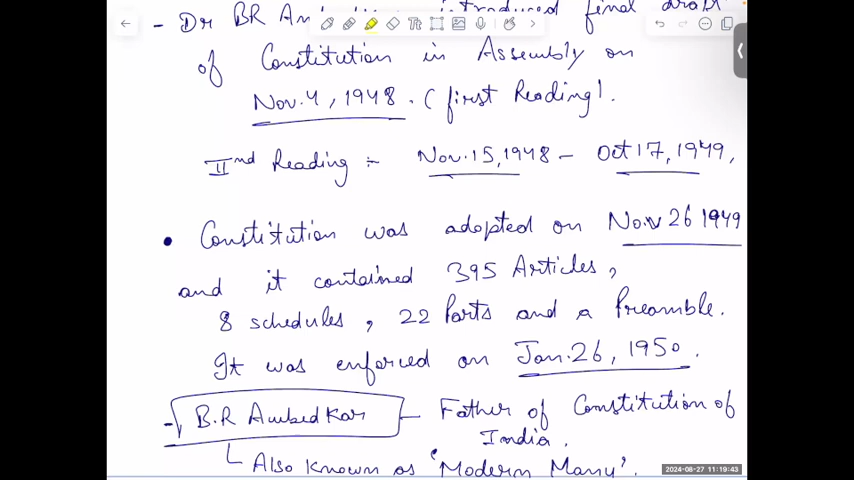 - Dr BR final draft
of Constitution in Assembly on
Nov. 4, 1948. (first Reading).
IInd Reading :- Nov. 15, 1948 - Oct 17, 1949,
• Constitution was adopted on Nov 26 1949
and it contained 395 Articles,
8 schedules, 22 Parts and a Preamble.
It was enforced on Jan. 26, 1950.
- B.R Ambedkar - Father of Constitution of
India.
Also known as 'Modern Manu'.
2024-08-27 11:19:43